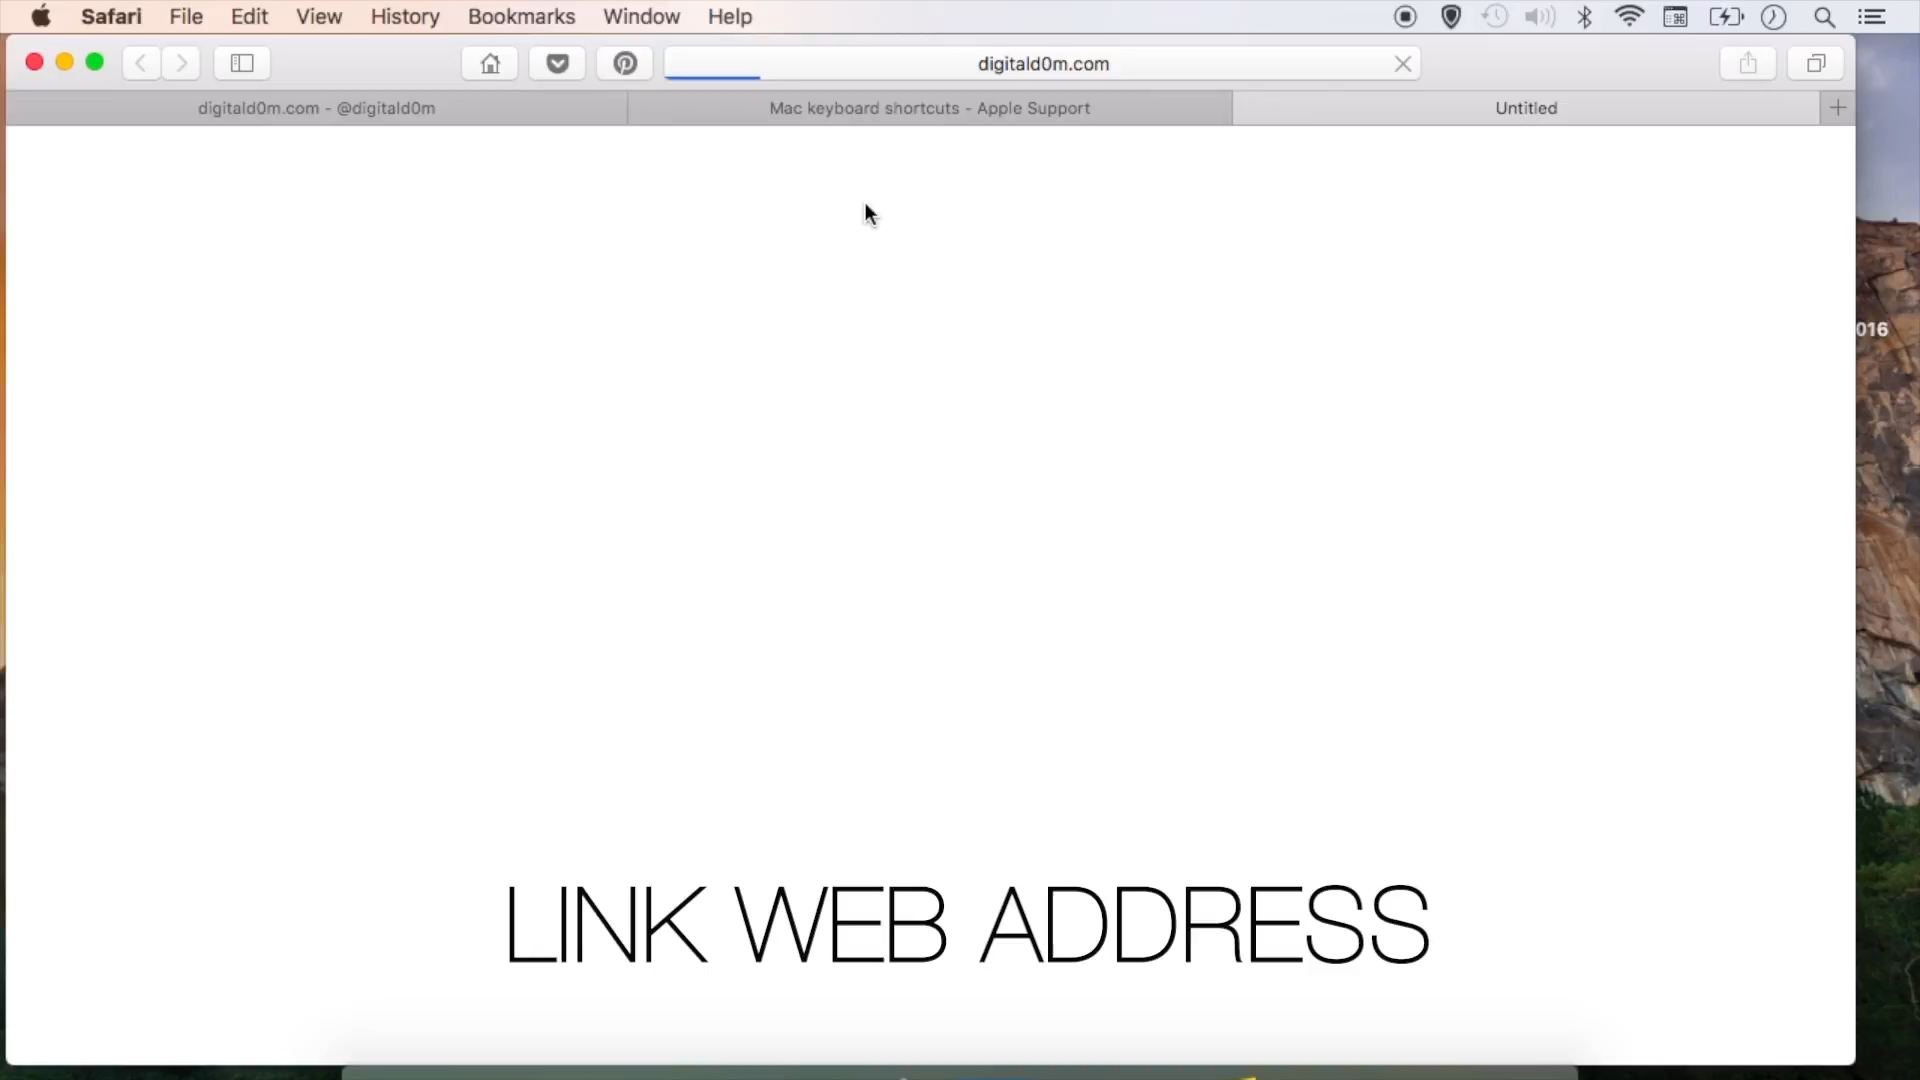 Safari File Edit View History Bookmarks Window Help
digitald0m.com
digitald0m.com - @digitald0m Mac keyboard shortcuts - Apple Support Untitled
016
LINK WEB ADDRESS